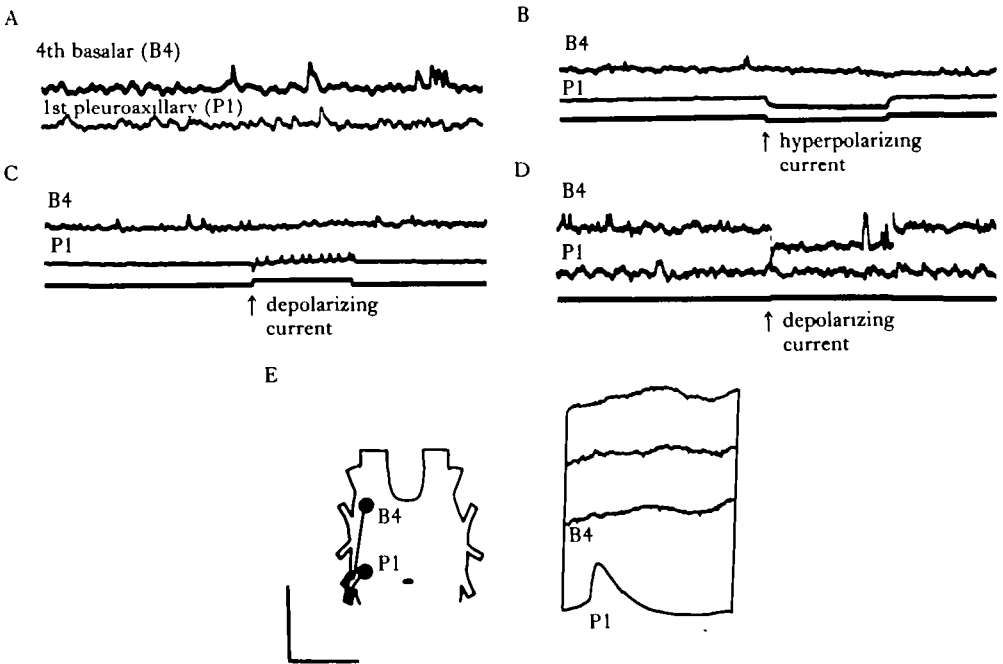 A
4th basalar (B4)
1st pleuroaxillary (P1)
B
B4
P1
↑ hyperpolarizing
current
C
B4
P1
↑ depolarizing
current
D
B4
P1
↑ depolarizing
current
E
B4
P1
B4
P1